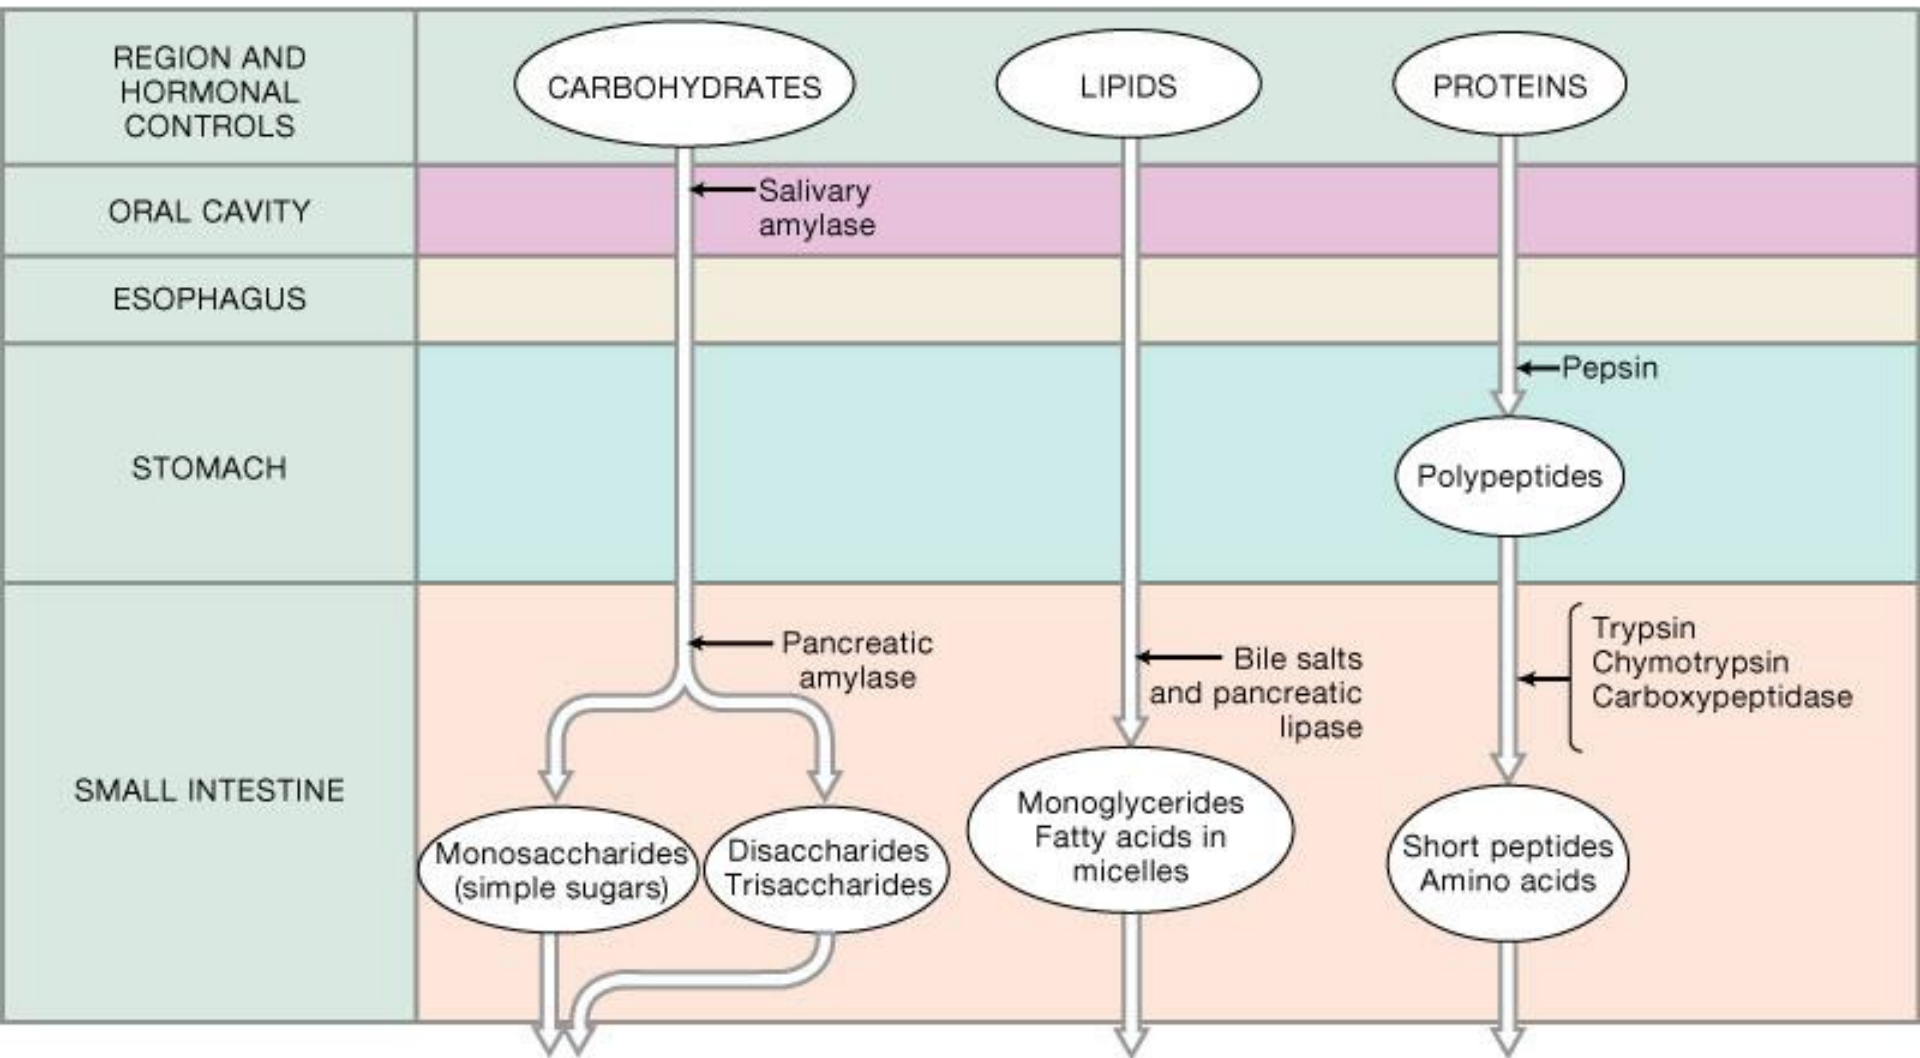 REGION AND
HORMONAL
CONTROLS
CARBOHYDRATES
LIPIDS
PROTEINS
ORAL CAVITY
Salivary
amylase
ESOPHAGUS
STOMACH
Pepsin
Polypeptides
SMALL INTESTINE
Pancreatic
amylase
Bile salts
and pancreatic
lipase
Trypsin
Chymotrypsin
Carboxypeptidase
Monosaccharides
(simple sugars)
Disaccharides
Trisaccharides
Monoglycerides
Fatty acids in
micelles
Short peptides
Amino acids